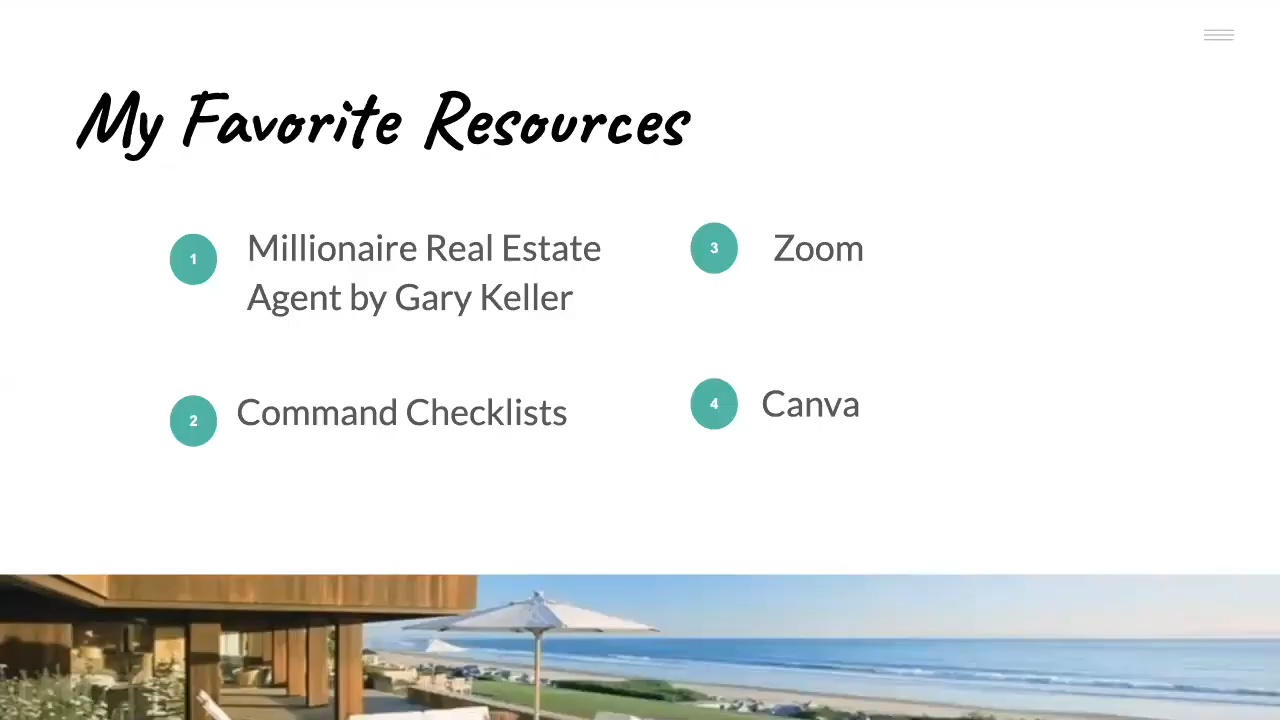 My Favorite Resources
1
Millionaire Real Estate
Agent by Gary Keller
2
Command Checklists
3
Zoom
4
Canva